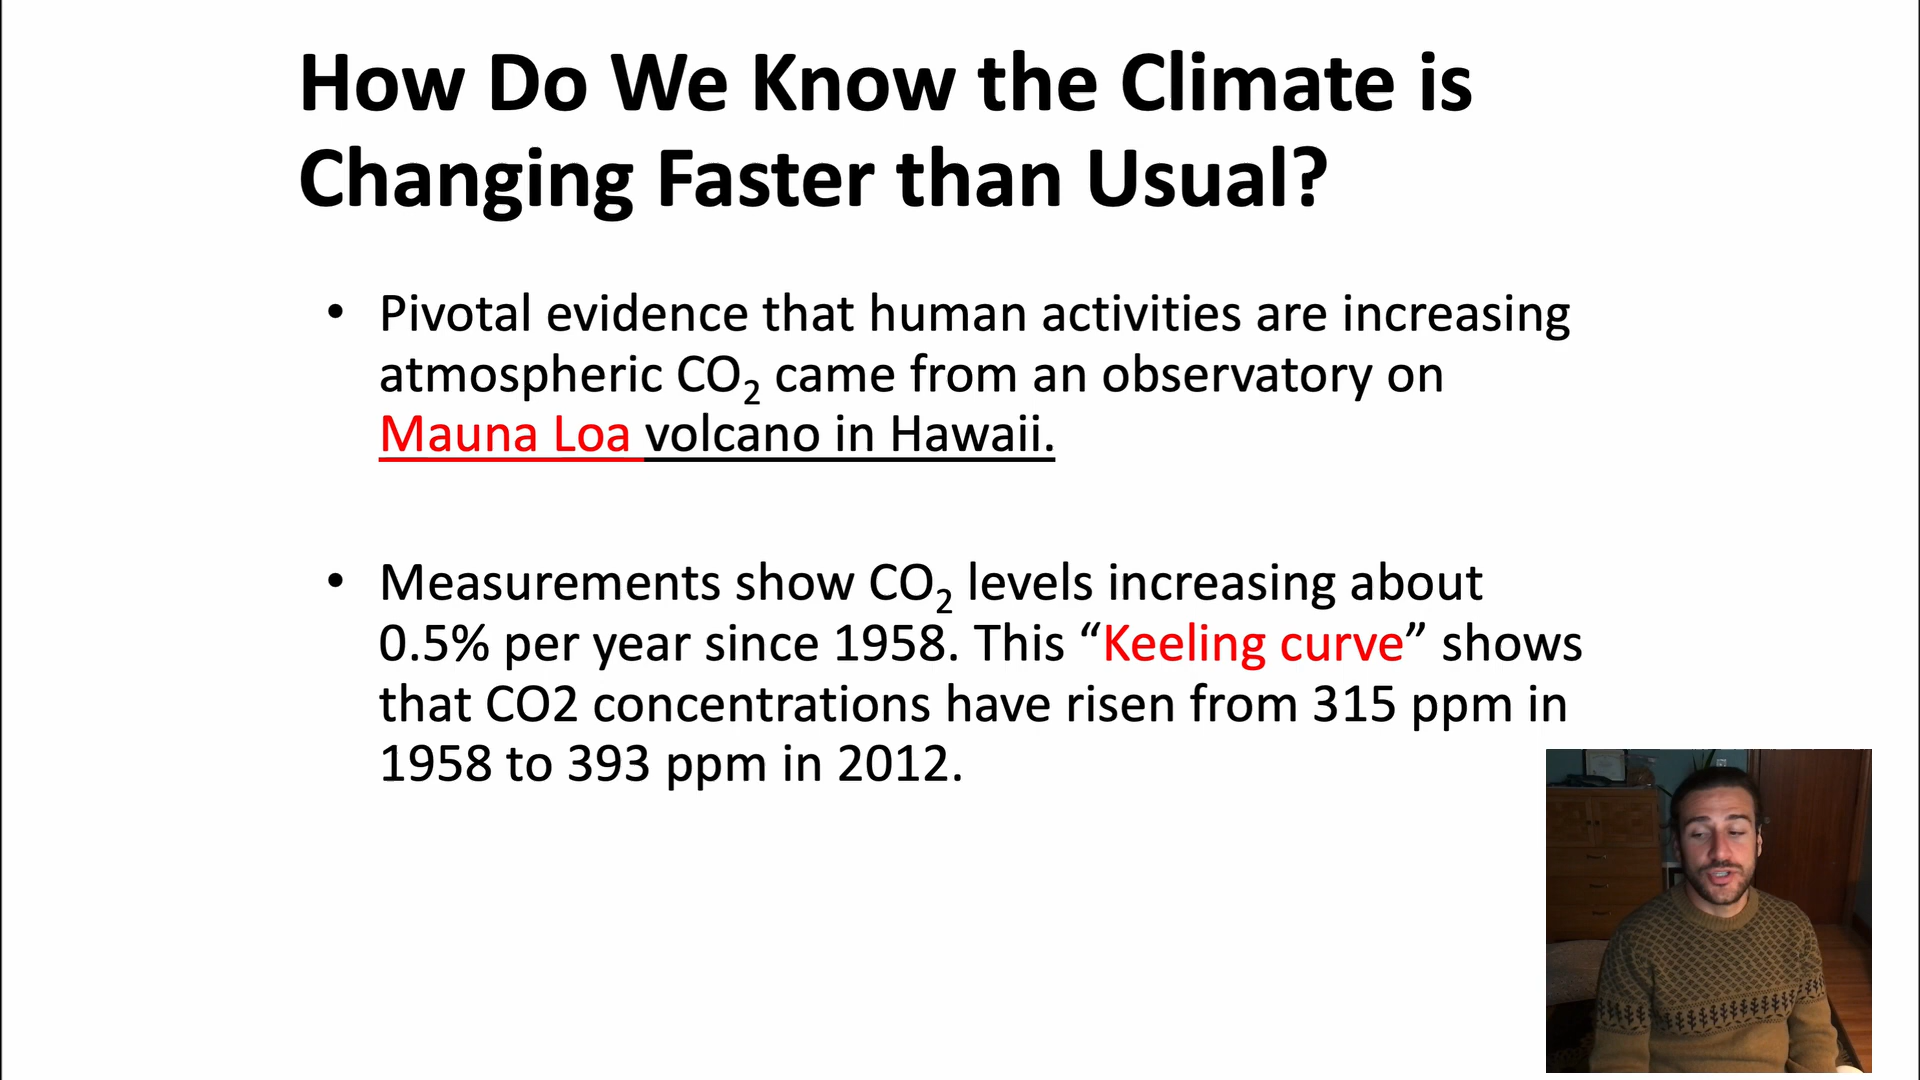 How Do We Know the Climate is
Changing Faster than Usual?
• Pivotal evidence that human activities are increasing
atmospheric CO₂ came from an observatory on
Mauna Loa volcano in Hawaii.
• Measurements show CO₂ levels increasing about
0.5% per year since 1958. This “Keeling curve” shows
that CO2 concentrations have risen from 315 ppm in
1958 to 393 ppm in 2012.